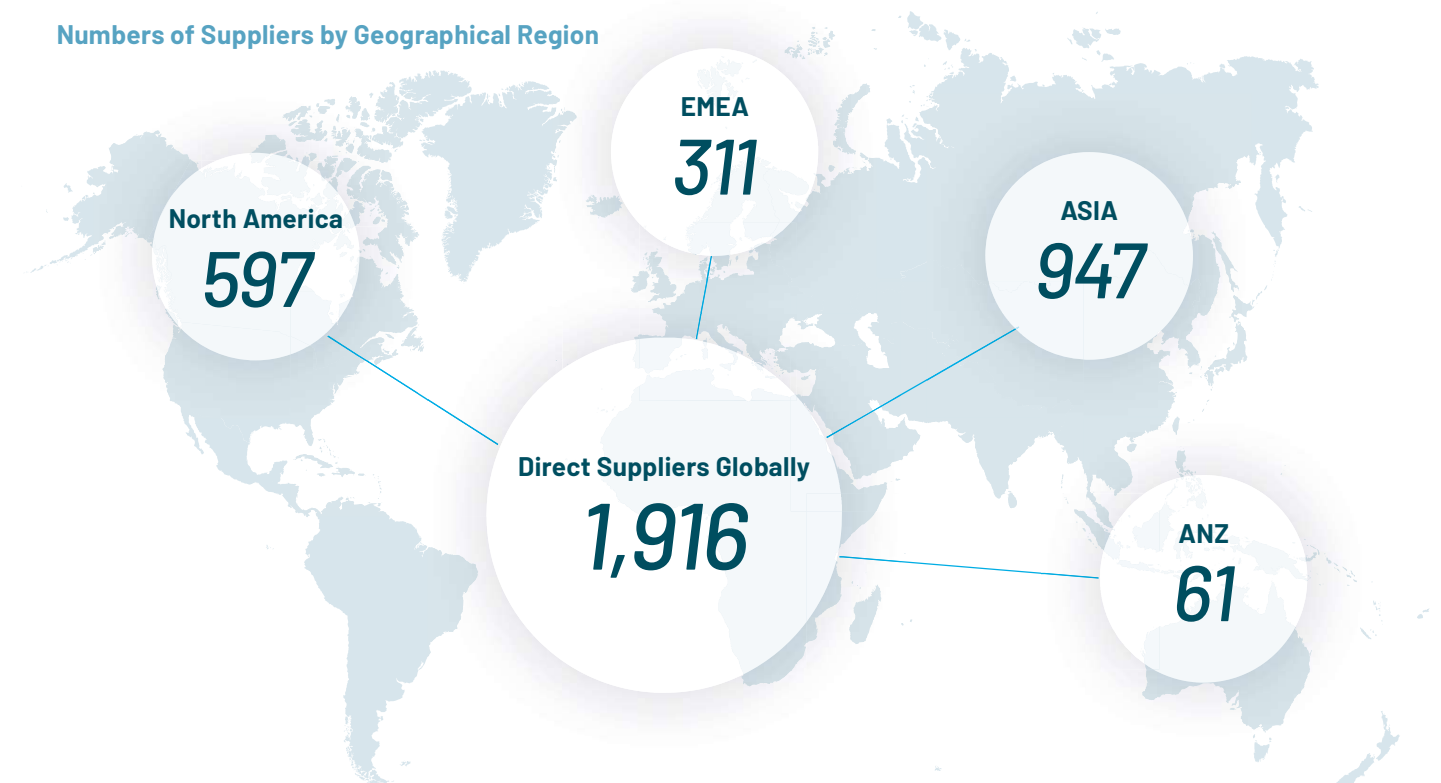 Numbers of Suppliers by Geographical Region
EMEA
311
North America
597
ASIA
947
Direct Suppliers Globally
1,916
ANZ
61